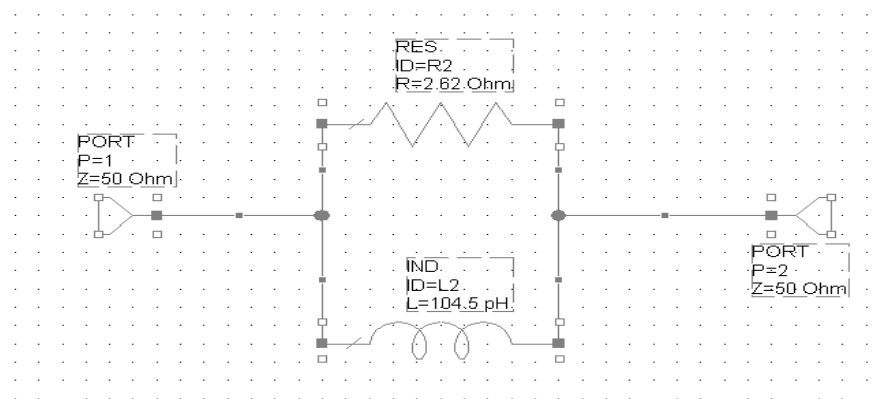 RES
ID=R2
R=2.62 Ohm
PORT
P=1
Z=50 Ohm
IND
ID=L2
L=104.5 pH
PORT
P=2
Z=50 Ohm